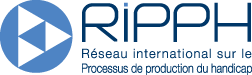 RiPPH
Réseau international sur le
Processus de production du handicap